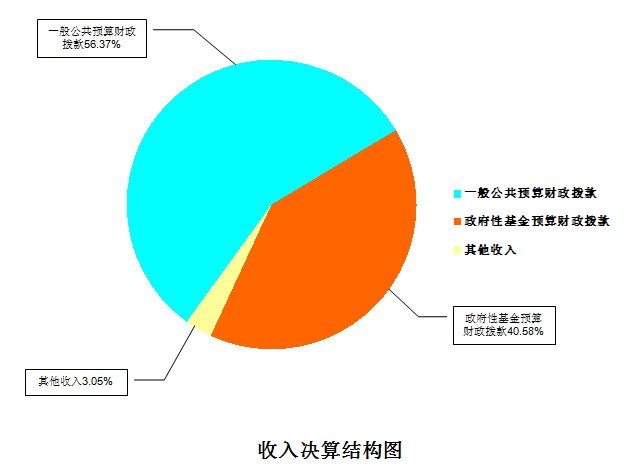 一般公共预算财政
拨款56.37%
一般公共预算财政拨款
政府性基金预算财政拨款
其他收入
政府性基金预算
财政拨款40.58%
其他收入3.05%
收入决算结构图